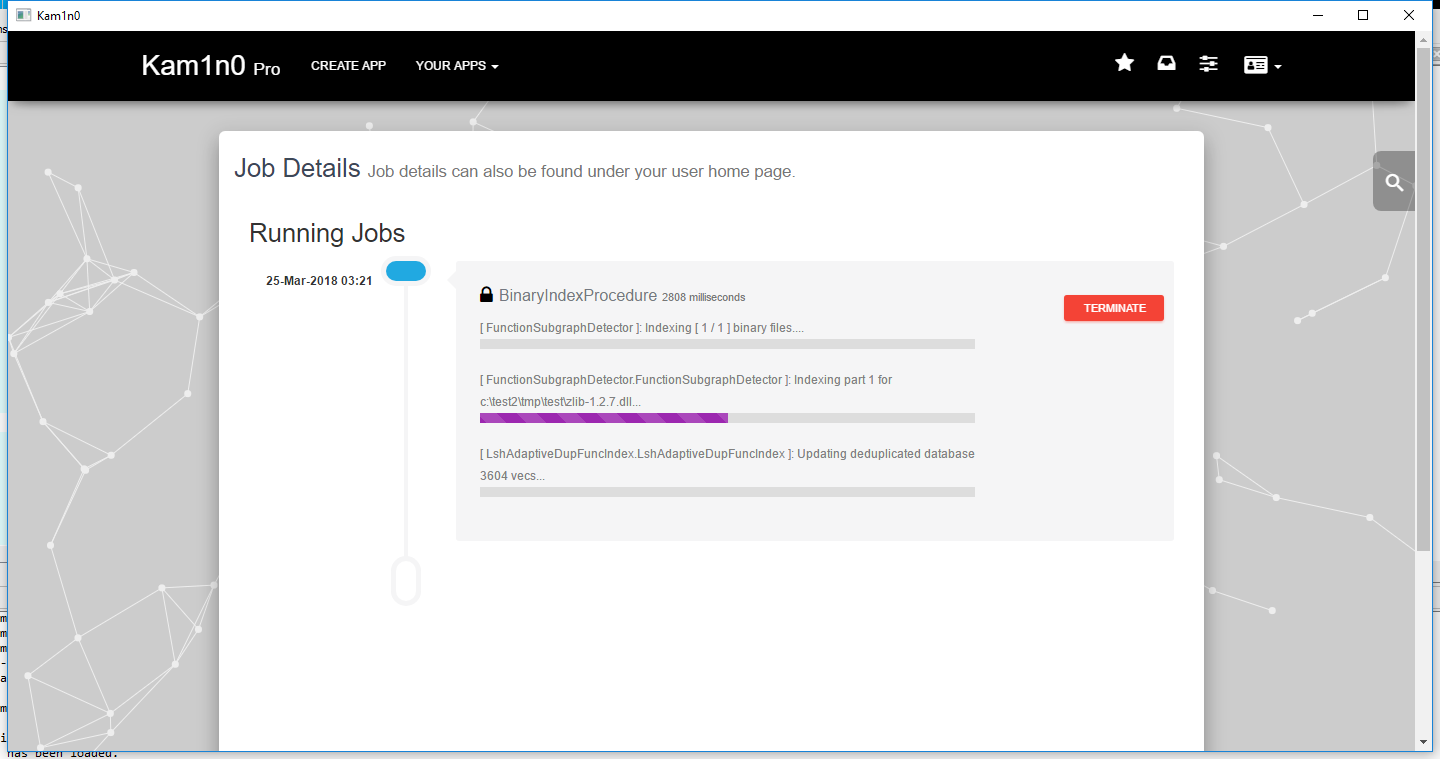 Kam1n0
Kam1n0 Pro CREATE APP YOUR APPS
Job Details Job details can also be found under your user home page.
Running Jobs
25-Mar-2018 03:21
BinaryIndexProcedure 2808 milliseconds
TERMINATE
[ FunctionSubgraphDetector ]: Indexing [ 1 / 1 ] binary files....
[ FunctionSubgraphDetector.FunctionSubgraphDetector ]: Indexing part 1 for
c:\test2\tmp\test\zlib-1.2.7.dll...
[ LshAdaptiveDupFuncIndex.LshAdaptiveDupFuncIndex ]: Updating deduplicated database
3604 vecs...
has been loaded.